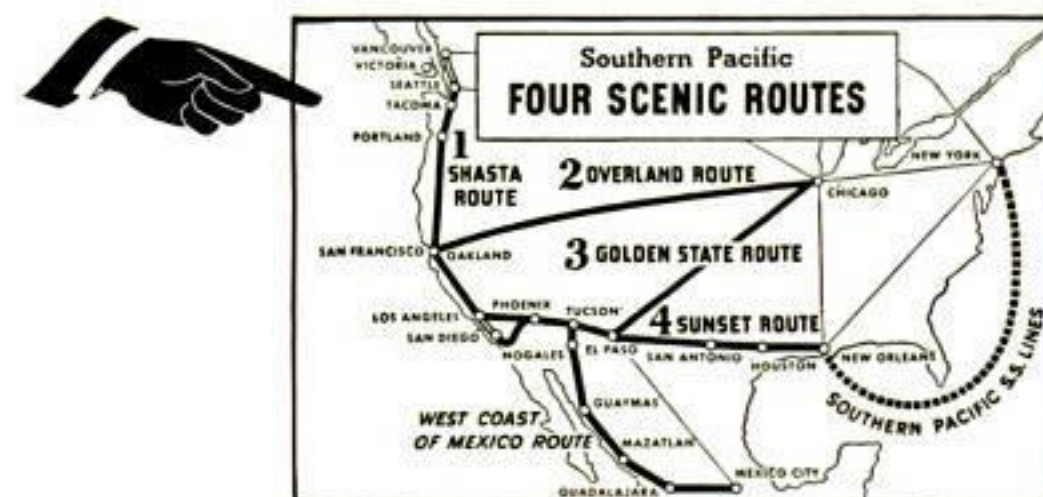 Southern Pacific
FOUR SCENIC ROUTES
VANCOUVER
VICTORIA
SEATTLE
TACOMA
PORTLAND
1
SHASTA
ROUTE
2 OVERLAND ROUTE
NEW YORK
CHICAGO
SAN FRANCISCO
OAKLAND
3 GOLDEN STATE ROUTE
PHOENIX
TUCSON
LOS ANGELES
SAN DIEGO
4 SUNSET ROUTE
NOGALES
EL PASO
SAN ANTONIO
HOUSTON
NEW ORLEANS
SOUTHERN PACIFIC S.S. LINES
GUAYMAS
WEST COAST
OF MEXICO ROUTE
MAZATLAN
MEXICO CITY
GUADALAJARA